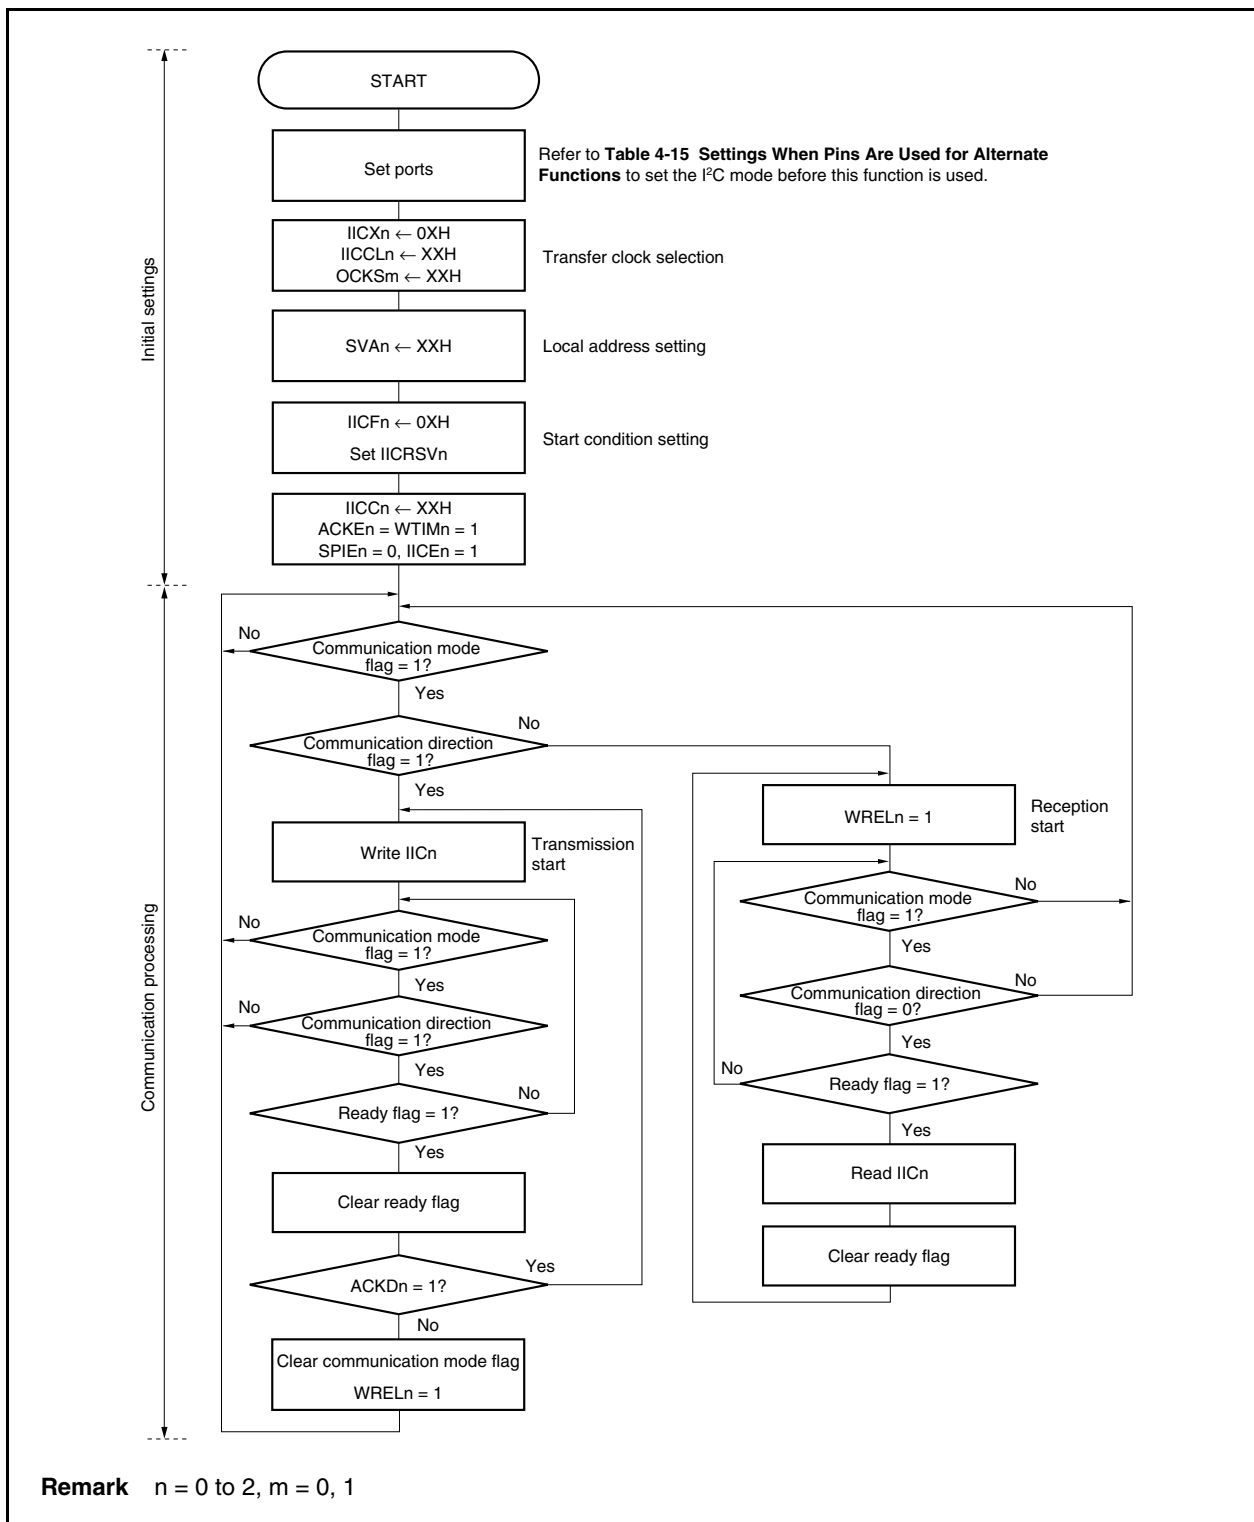 START
Set ports
Refer to Table 4-15 Settings When Pins Are Used for Alternate
Functions to set the I²C mode before this function is used.
IICXn ← 0XH
IICCLn ← XXH
OCKSm ← XXH
Transfer clock selection
Initial settings
SVAn ← XXH
Local address setting
IICFn ← 0XH
Set IICRSVn
Start condition setting
IICCn ← XXH
ACKEn = WTIMn = 1
SPIEn = 0, IICEn = 1
No
Communication mode
flag = 1?
Yes
No
Communication direction
flag = 1?
Yes
Write IICn
Transmission
start
No
Communication mode
flag = 1?
Yes
No
Communication direction
flag = 1?
Yes
No
Ready flag = 1?
Yes
Clear ready flag
Yes
ACKDn = 1?
No
Clear communication mode flag
WRELn = 1
Communication processing
WRELn = 1
Reception
start
No
Communication mode
flag = 1?
Yes
No
Communication direction
flag = 0?
Yes
No
Ready flag = 1?
Yes
Read IICn
Clear ready flag
Remark n = 0 to 2, m = 0, 1